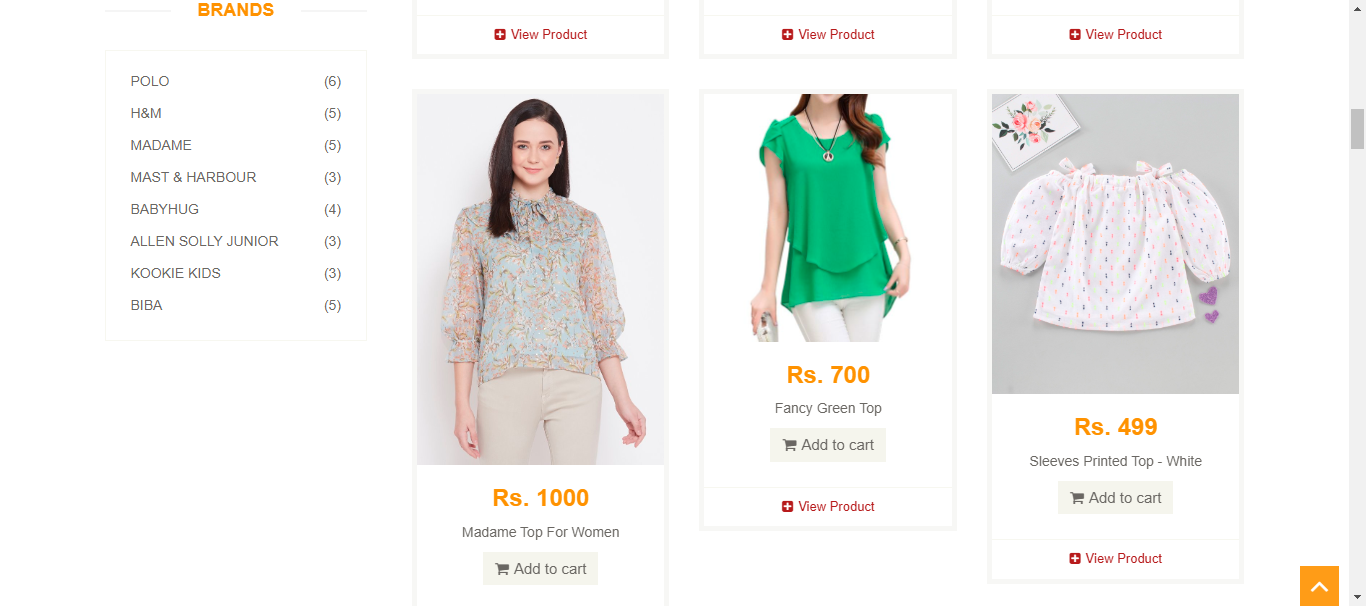 BRANDS
POLO (6)
H&M (5)
MADAME (5)
MAST & HARBOUR (3)
BABYHUG (4)
ALLEN SOLLY JUNIOR (3)
KOOKIE KIDS (3)
BIBA (5)
View Product
View Product
View Product
Rs. 1000
Madame Top For Women
Add to cart
Rs. 700
Fancy Green Top
Add to cart
View Product
Rs. 499
Sleeves Printed Top - White
Add to cart
View Product